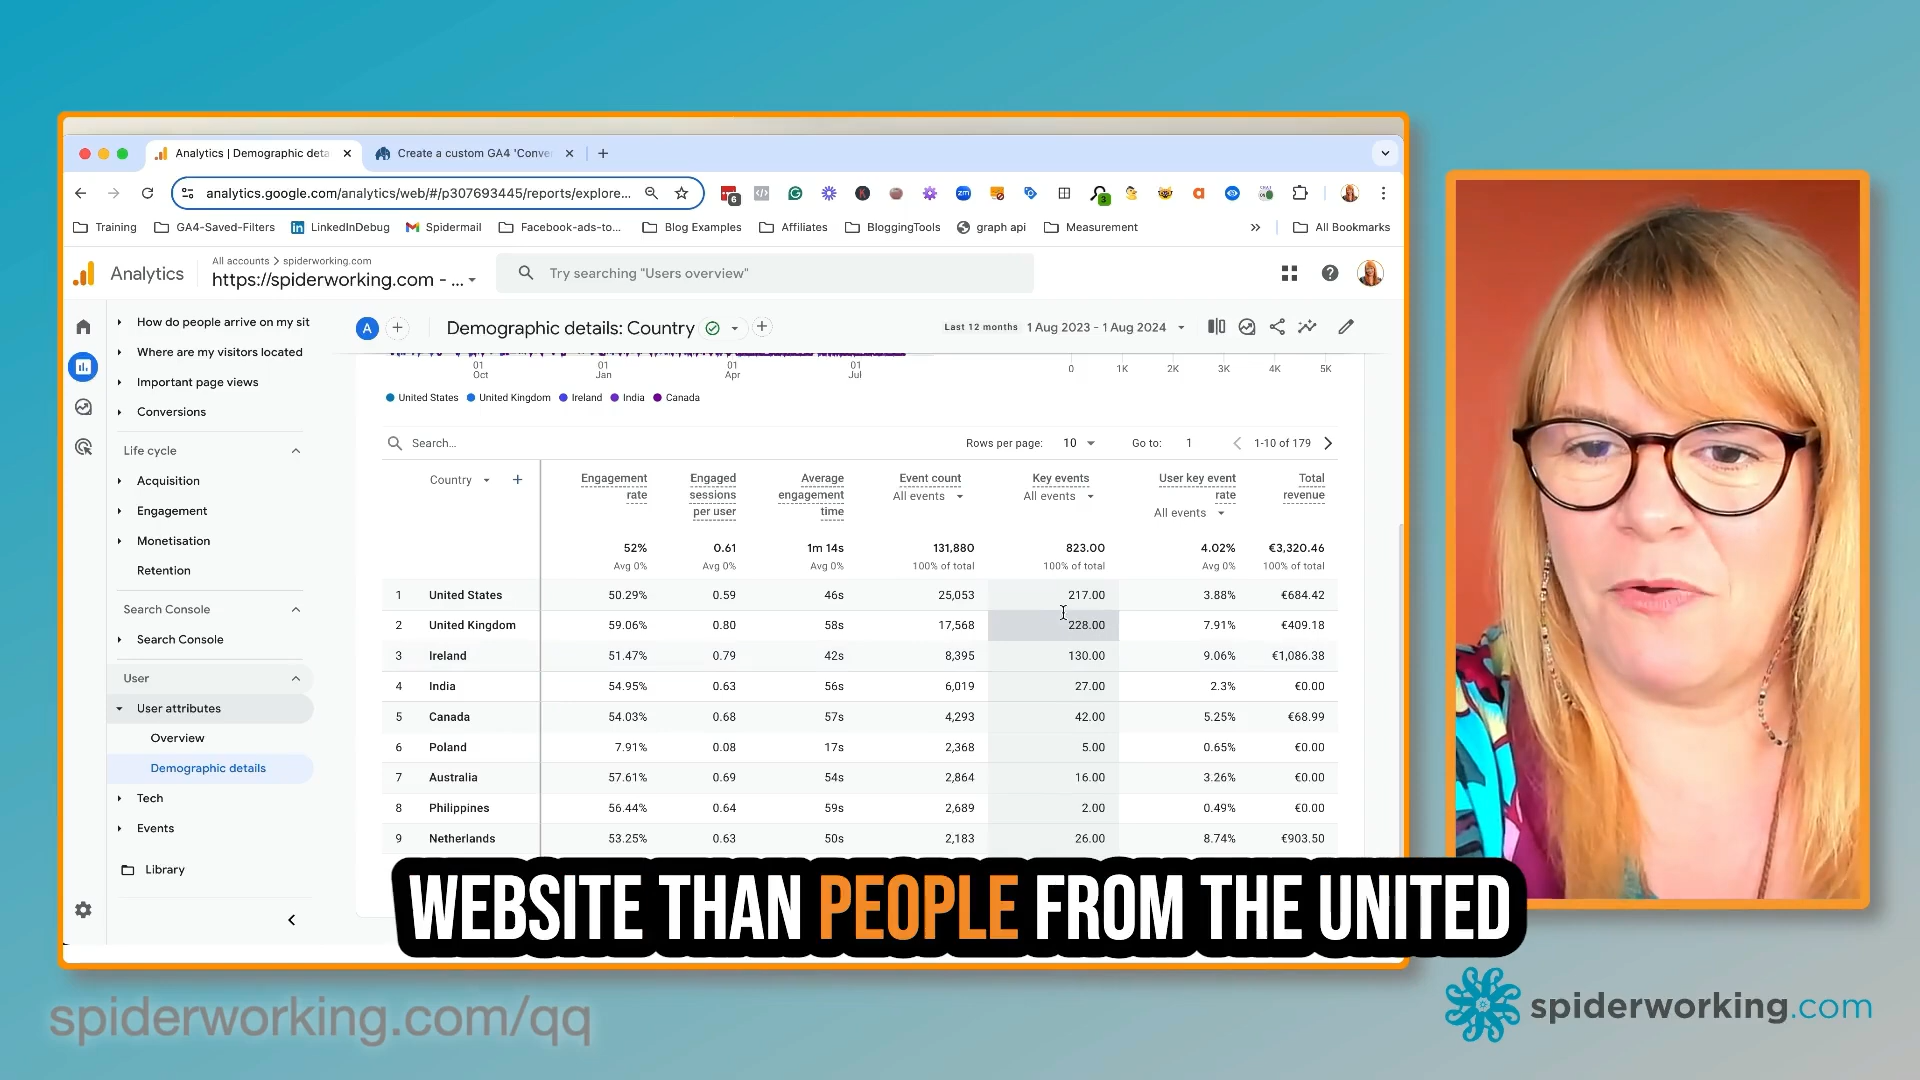 Analytics | Demographic deta
Create a custom GA4 'Conve
analytics.google.com/analytics/web/#/p307693445/reports/explore...
6
zm
3
Training
GA4-Saved-Filters
LinkedInDebug
Spidermail
Facebook-ads-to...
Blog Examples
Affiliates
BloggingTools
graph api
Measurement
All Bookmarks
Analytics
All accounts > spiderworking.com
https://spiderworking.com - ...
Try searching "Users overview"
How do people arrive on my sit
Where are my visitors located
Important page views
Conversions
Life cycle
Acquisition
Engagement
Monetisation
Retention
Search Console
Search Console
User
User attributes
Overview
Demographic details
Tech
Events
Library
A
Demographic details: Country
Last 12 months 1 Aug 2023 - 1 Aug 2024
01 Oct
01 Jan
01 Apr
01 Jul
0 1K 2K 3K 4K 5K
United States United Kingdom Ireland India Canada
Search...
Rows per page: 10 Go to: 1 1-10 of 179
Country
Engagement rate
Engaged sessions per user
Average engagement time
Event count All events
Key events All events
User key event rate All events
Total revenue
52% 0.61 1m 14s 131,880 823.00 4.02% €3,320.46
Avg 0% Avg 0% Avg 0% 100% of total 100% of total Avg 0% 100% of total
1 United States 50.29% 0.59 46s 25,053 217.00 3.88% €684.42
2 United Kingdom 59.06% 0.80 58s 17,568 228.00 7.91% €409.18
3 Ireland 51.47% 0.79 42s 8,395 130.00 9.06% €1,086.38
4 India 54.95% 0.63 56s 6,019 27.00 2.3% €0.00
5 Canada 54.03% 0.68 57s 4,293 42.00 5.25% €68.99
6 Poland 7.91% 0.08 17s 2,368 5.00 0.65% €0.00
7 Australia 57.61% 0.69 54s 2,864 16.00 3.26% €0.00
8 Philippines 56.44% 0.64 59s 2,689 2.00 0.49% €0.00
9 Netherlands 53.25% 0.63 50s 2,183 26.00 8.74% €903.50
WEBSITE THAN PEOPLE FROM THE UNITED
spiderworking.com/qq
spiderworking.com